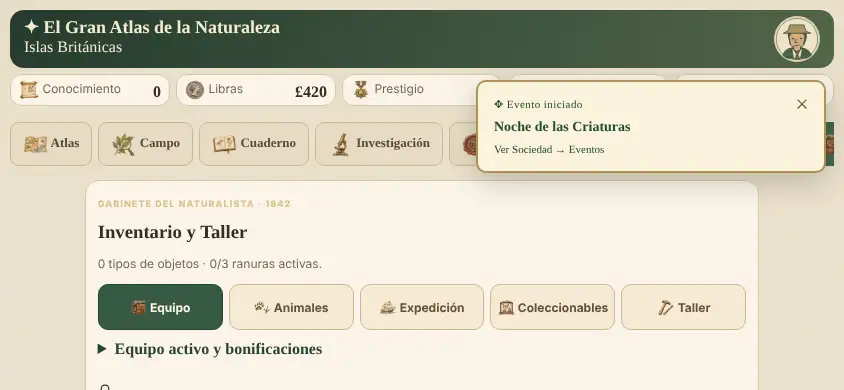 ✦ El Gran Atlas de la Naturaleza
Islas Británicas
Conocimiento 0
Libras £420
Prestigio
✥ Evento iniciado ×
Noche de las Criaturas
Ver Sociedad → Eventos
Atlas
Campo
Cuaderno
Investigación
GABINETE DEL NATURALISTA · 1842
Inventario y Taller
0 tipos de objetos · 0/3 ranuras activas.
Equipo
Animales
Expedición
Coleccionables
Taller
▶ Equipo activo y bonificaciones